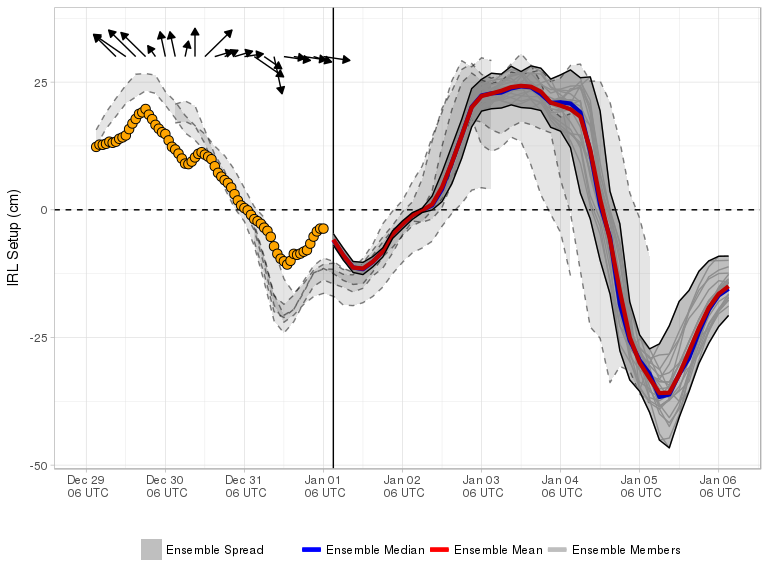 IRL Setup (cm)
25
0
-25
-50
Dec 29 Dec 30 Dec 31 Jan 01 Jan 02 Jan 03 Jan 04 Jan 05 Jan 06
06 UTC 06 UTC 06 UTC 06 UTC 06 UTC 06 UTC 06 UTC 06 UTC 06 UTC
Ensemble Spread Ensemble Median Ensemble Mean Ensemble Members